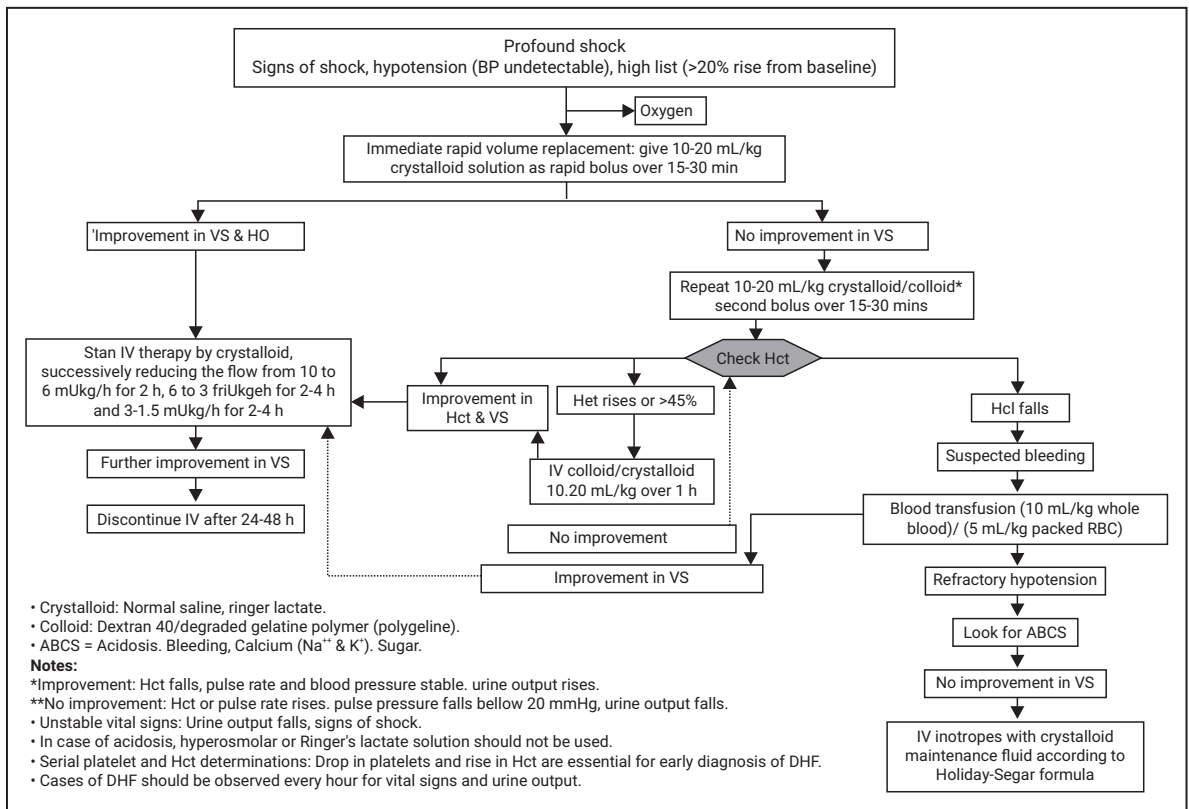 Profound shock
Signs of shock, hypotension (BP undetectable), high list (>20% rise from baseline)
Oxygen
Immediate rapid volume replacement: give 10-20 mL/kg
crystalloid solution as rapid bolus over 15-30 min
'Improvement in VS & HO
No improvement in VS
Repeat 10-20 mL/kg crystalloid/colloid*
second bolus over 15-30 mins
Check Hct
Stan IV therapy by crystalloid,
successively reducing the flow from 10 to
6 mUkg/h for 2 h, 6 to 3 friUkgeh for 2-4 h
and 3-1.5 mUkg/h for 2-4 h
Improvement in
Hct & VS
Het rises or >45%
Hcl falls
Suspected bleeding
Further improvement in VS
IV colloid/crystalloid
10.20 mL/kg over 1 h
Discontinue IV after 24-48 h
Blood transfusion (10 mL/kg whole
blood)/ (5 mL/kg packed RBC)
No improvement
Improvement in VS
Refractory hypotension
Look for ABCS
No improvement in VS
IV inotropes with crystalloid
maintenance fluid according to
Holiday-Segar formula
• Crystalloid: Normal saline, ringer lactate.
• Colloid: Dextran 40/degraded gelatine polymer (polygeline).
• ABCS = Acidosis. Bleeding, Calcium (Na⁺⁺ & K⁺). Sugar.
Notes:
*Improvement: Hct falls, pulse rate and blood pressure stable. urine output rises.
**No improvement: Hct or pulse rate rises. pulse pressure falls bellow 20 mmHg, urine output falls.
• Unstable vital signs: Urine output falls, signs of shock.
• In case of acidosis, hyperosmolar or Ringer's lactate solution should not be used.
• Serial platelet and Hct determinations: Drop in platelets and rise in Hct are essential for early diagnosis of DHF.
• Cases of DHF should be observed every hour for vital signs and urine output.